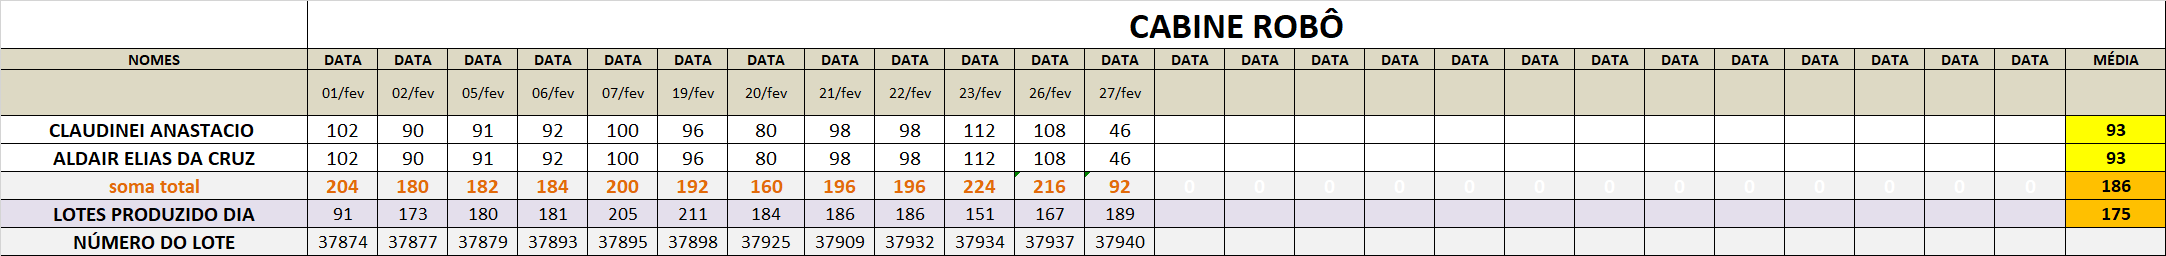 CABINE ROBÔ
NOMES DATA DATA DATA DATA DATA DATA DATA DATA DATA DATA DATA DATA DATA DATA DATA DATA DATA DATA DATA DATA DATA DATA DATA DATA DATA MÉDIA
01/fev 02/fev 05/fev 06/fev 07/fev 19/fev 20/fev 21/fev 22/fev 23/fev 26/fev 27/fev
CLAUDINEI ANASTACIO 102 90 91 92 100 96 80 98 98 112 108 46 93
ALDAIR ELIAS DA CRUZ 102 90 91 92 100 96 80 98 98 112 108 46 93
soma total 204 180 182 184 200 192 160 196 196 224 216 92 0 0 0 0 0 0 0 0 0 0 0 0 0 186
LOTES PRODUZIDO DIA 91 173 180 181 205 211 184 186 186 151 167 189 175
NÚMERO DO LOTE 37874 37877 37879 37893 37895 37898 37925 37909 37932 37934 37937 37940